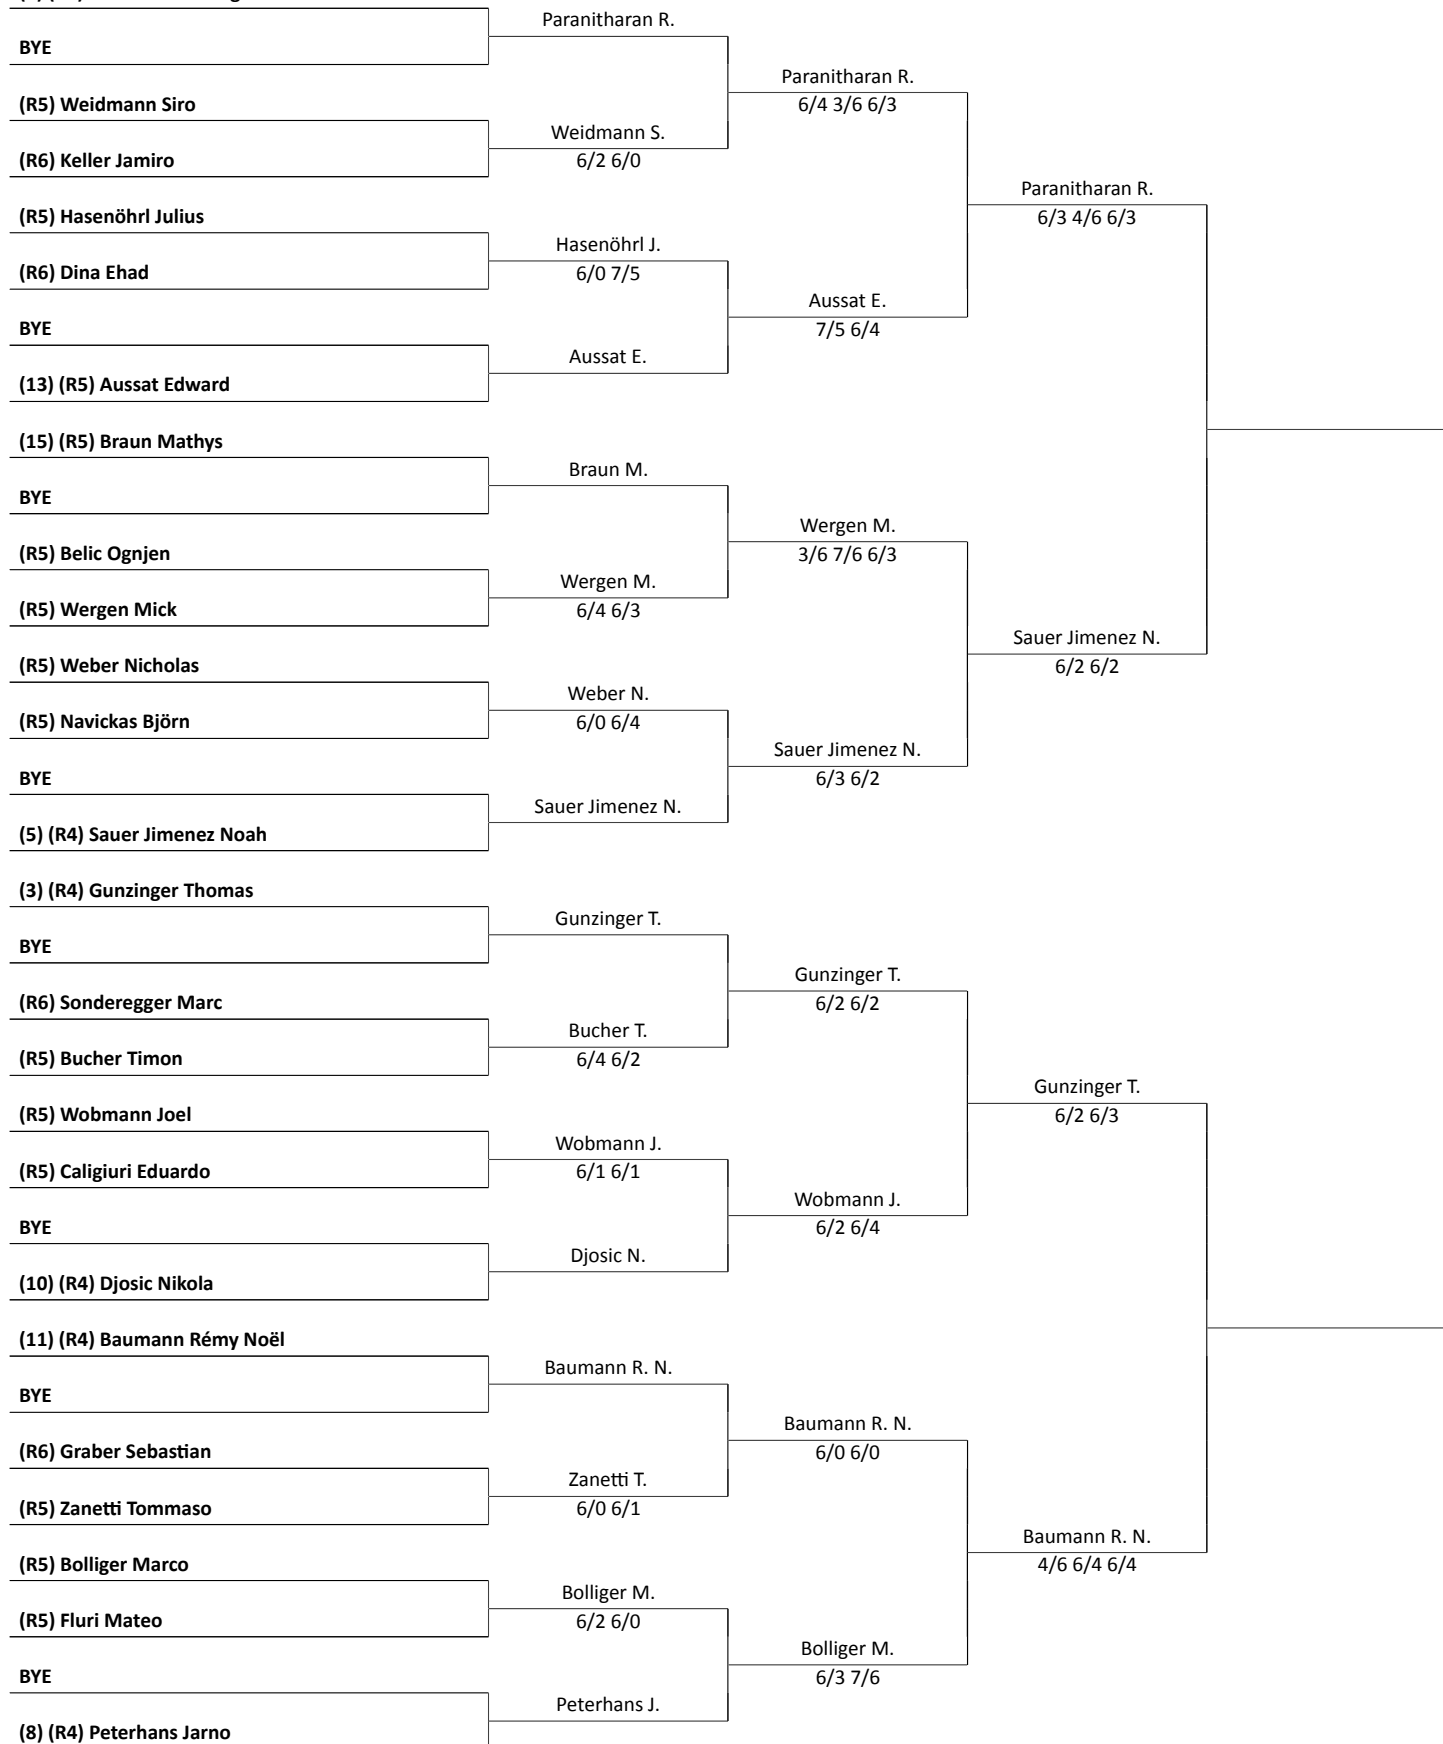 Paranitharan R.
BYE
Paranitharan R.
(R5) Weidmann Siro
6/4 3/6 6/3
Weidmann S.
(R6) Keller Jamiro
6/2 6/0
Paranitharan R.
(R5) Hasenöhrl Julius
6/3 4/6 6/3
Hasenöhrl J.
(R6) Dina Ehad
6/0 7/5
Aussat E.
BYE
7/5 6/4
Aussat E.
(13) (R5) Aussat Edward
(15) (R5) Braun Mathys
Braun M.
BYE
Wergen M.
(R5) Belic Ognjen
3/6 7/6 6/3
Wergen M.
(R5) Wergen Mick
6/4 6/3
Sauer Jimenez N.
(R5) Weber Nicholas
6/2 6/2
Weber N.
(R5) Navickas Björn
6/0 6/4
Sauer Jimenez N.
BYE
6/3 6/2
Sauer Jimenez N.
(5) (R4) Sauer Jimenez Noah
(3) (R4) Gunzinger Thomas
Gunzinger T.
BYE
Gunzinger T.
(R6) Sonderegger Marc
6/2 6/2
Bucher T.
(R5) Bucher Timon
6/4 6/2
Gunzinger T.
(R5) Wobmann Joel
6/2 6/3
Wobmann J.
(R5) Caligiuri Eduardo
6/1 6/1
Wobmann J.
BYE
6/2 6/4
Djosic N.
(10) (R4) Djosic Nikola
(11) (R4) Baumann Rémy Noël
Baumann R. N.
BYE
Baumann R. N.
(R6) Graber Sebastian
6/0 6/0
Zanetti T.
(R5) Zanetti Tommaso
6/0 6/1
Baumann R. N.
(R5) Bolliger Marco
4/6 6/4 6/4
Bolliger M.
(R5) Fluri Mateo
6/2 6/0
Bolliger M.
BYE
6/3 7/6
Peterhans J.
(8) (R4) Peterhans Jarno